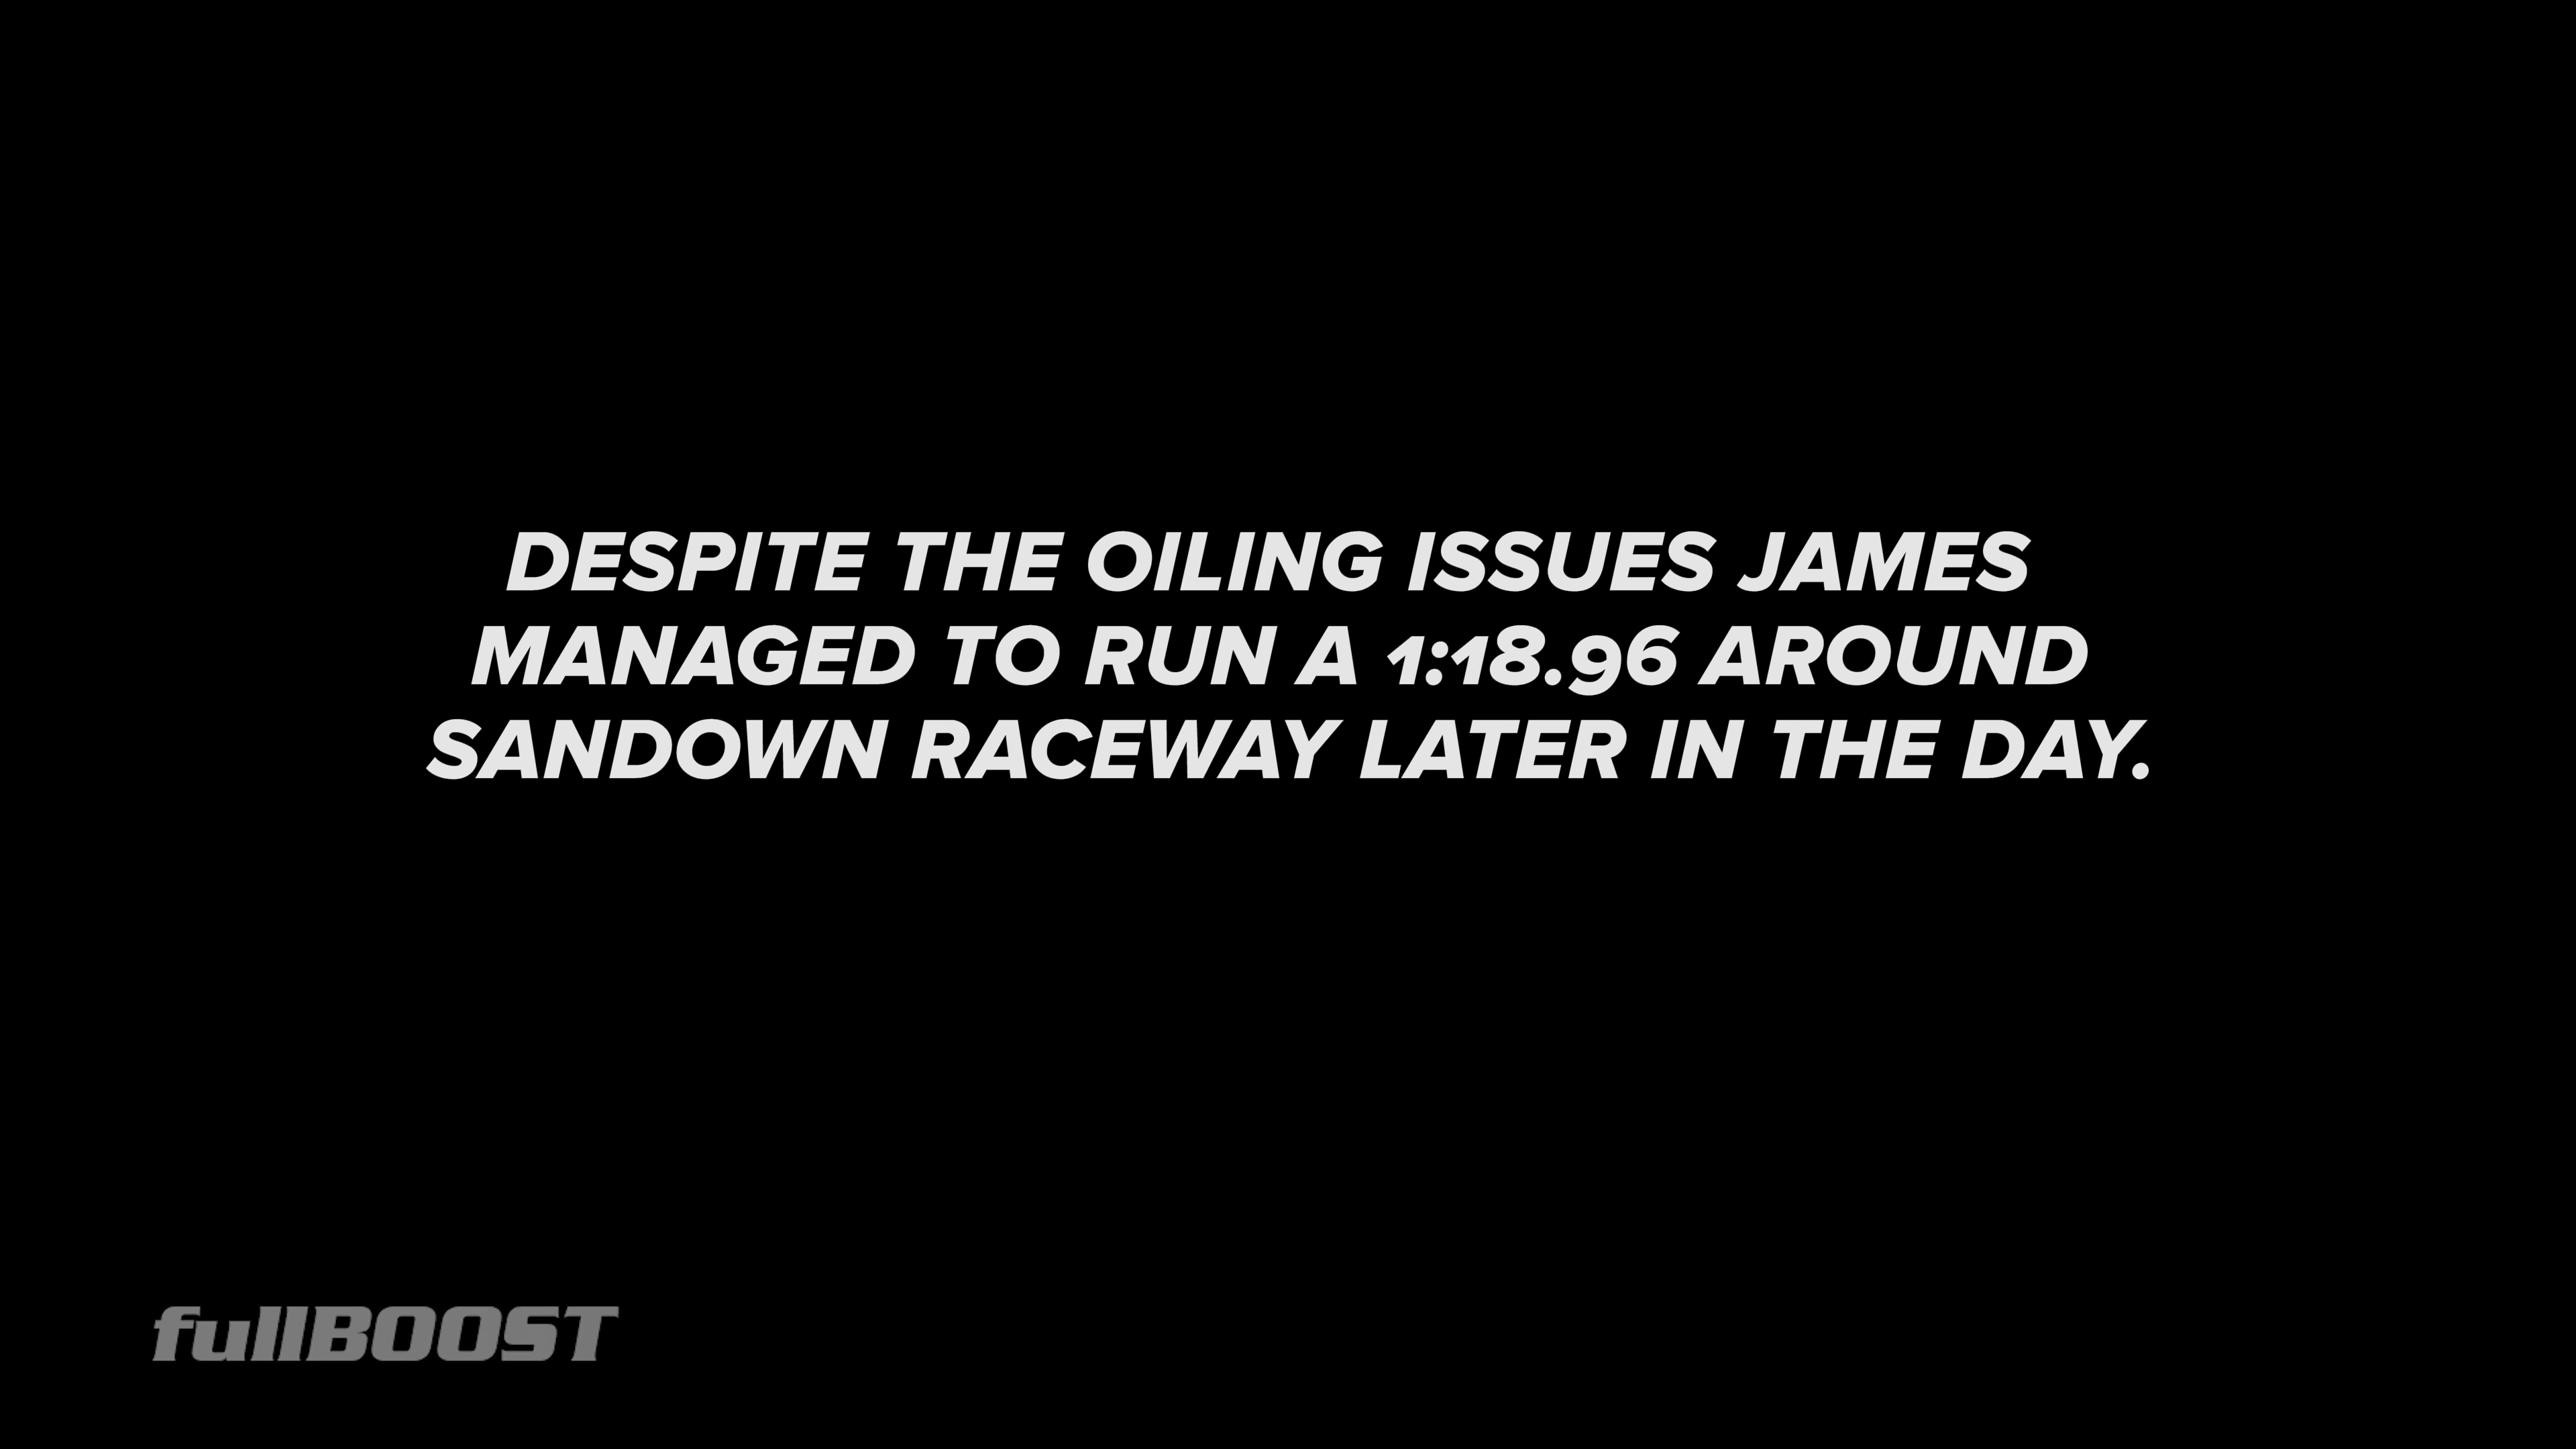 DESPITE THE OILING ISSUES JAMES
MANAGED TO RUN A 1:18.96 AROUND
SANDOWN RACEWAY LATER IN THE DAY.
fullBOOST